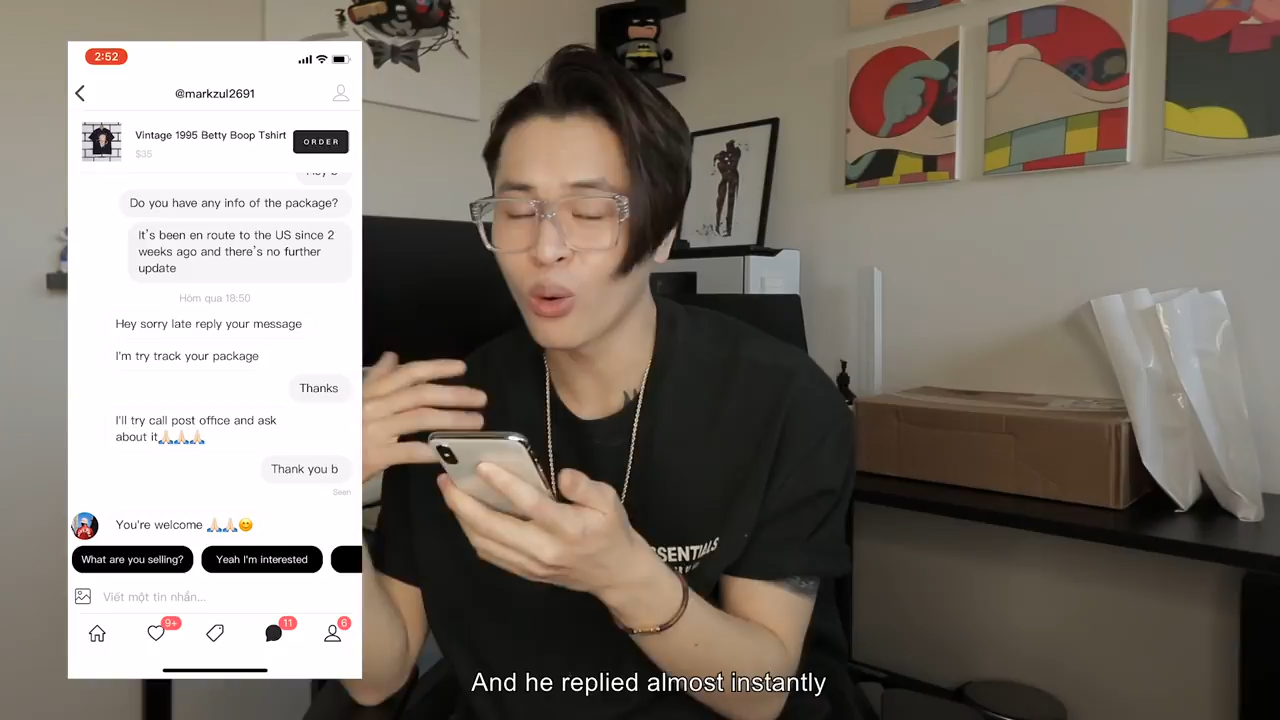 2:52
@markzul2691
Vintage 1995 Betty Boop Tshirt
$35
ORDER
Do you have any info of the package?
It's been en route to the US since 2
weeks ago and there's no further
update
Hôm qua 18:50
Hey sorry late reply your message
I'm try track your package
Thanks
I'll try call post office and ask
about it🙏🏻🙏🏻🙏🏻
Thank you b
Seen
You're welcome 🙏🏻🙏🏻😊
What are you selling?
Yeah I'm interested
Viết một tin nhắn...
9+
11
6
And he replied almost instantly